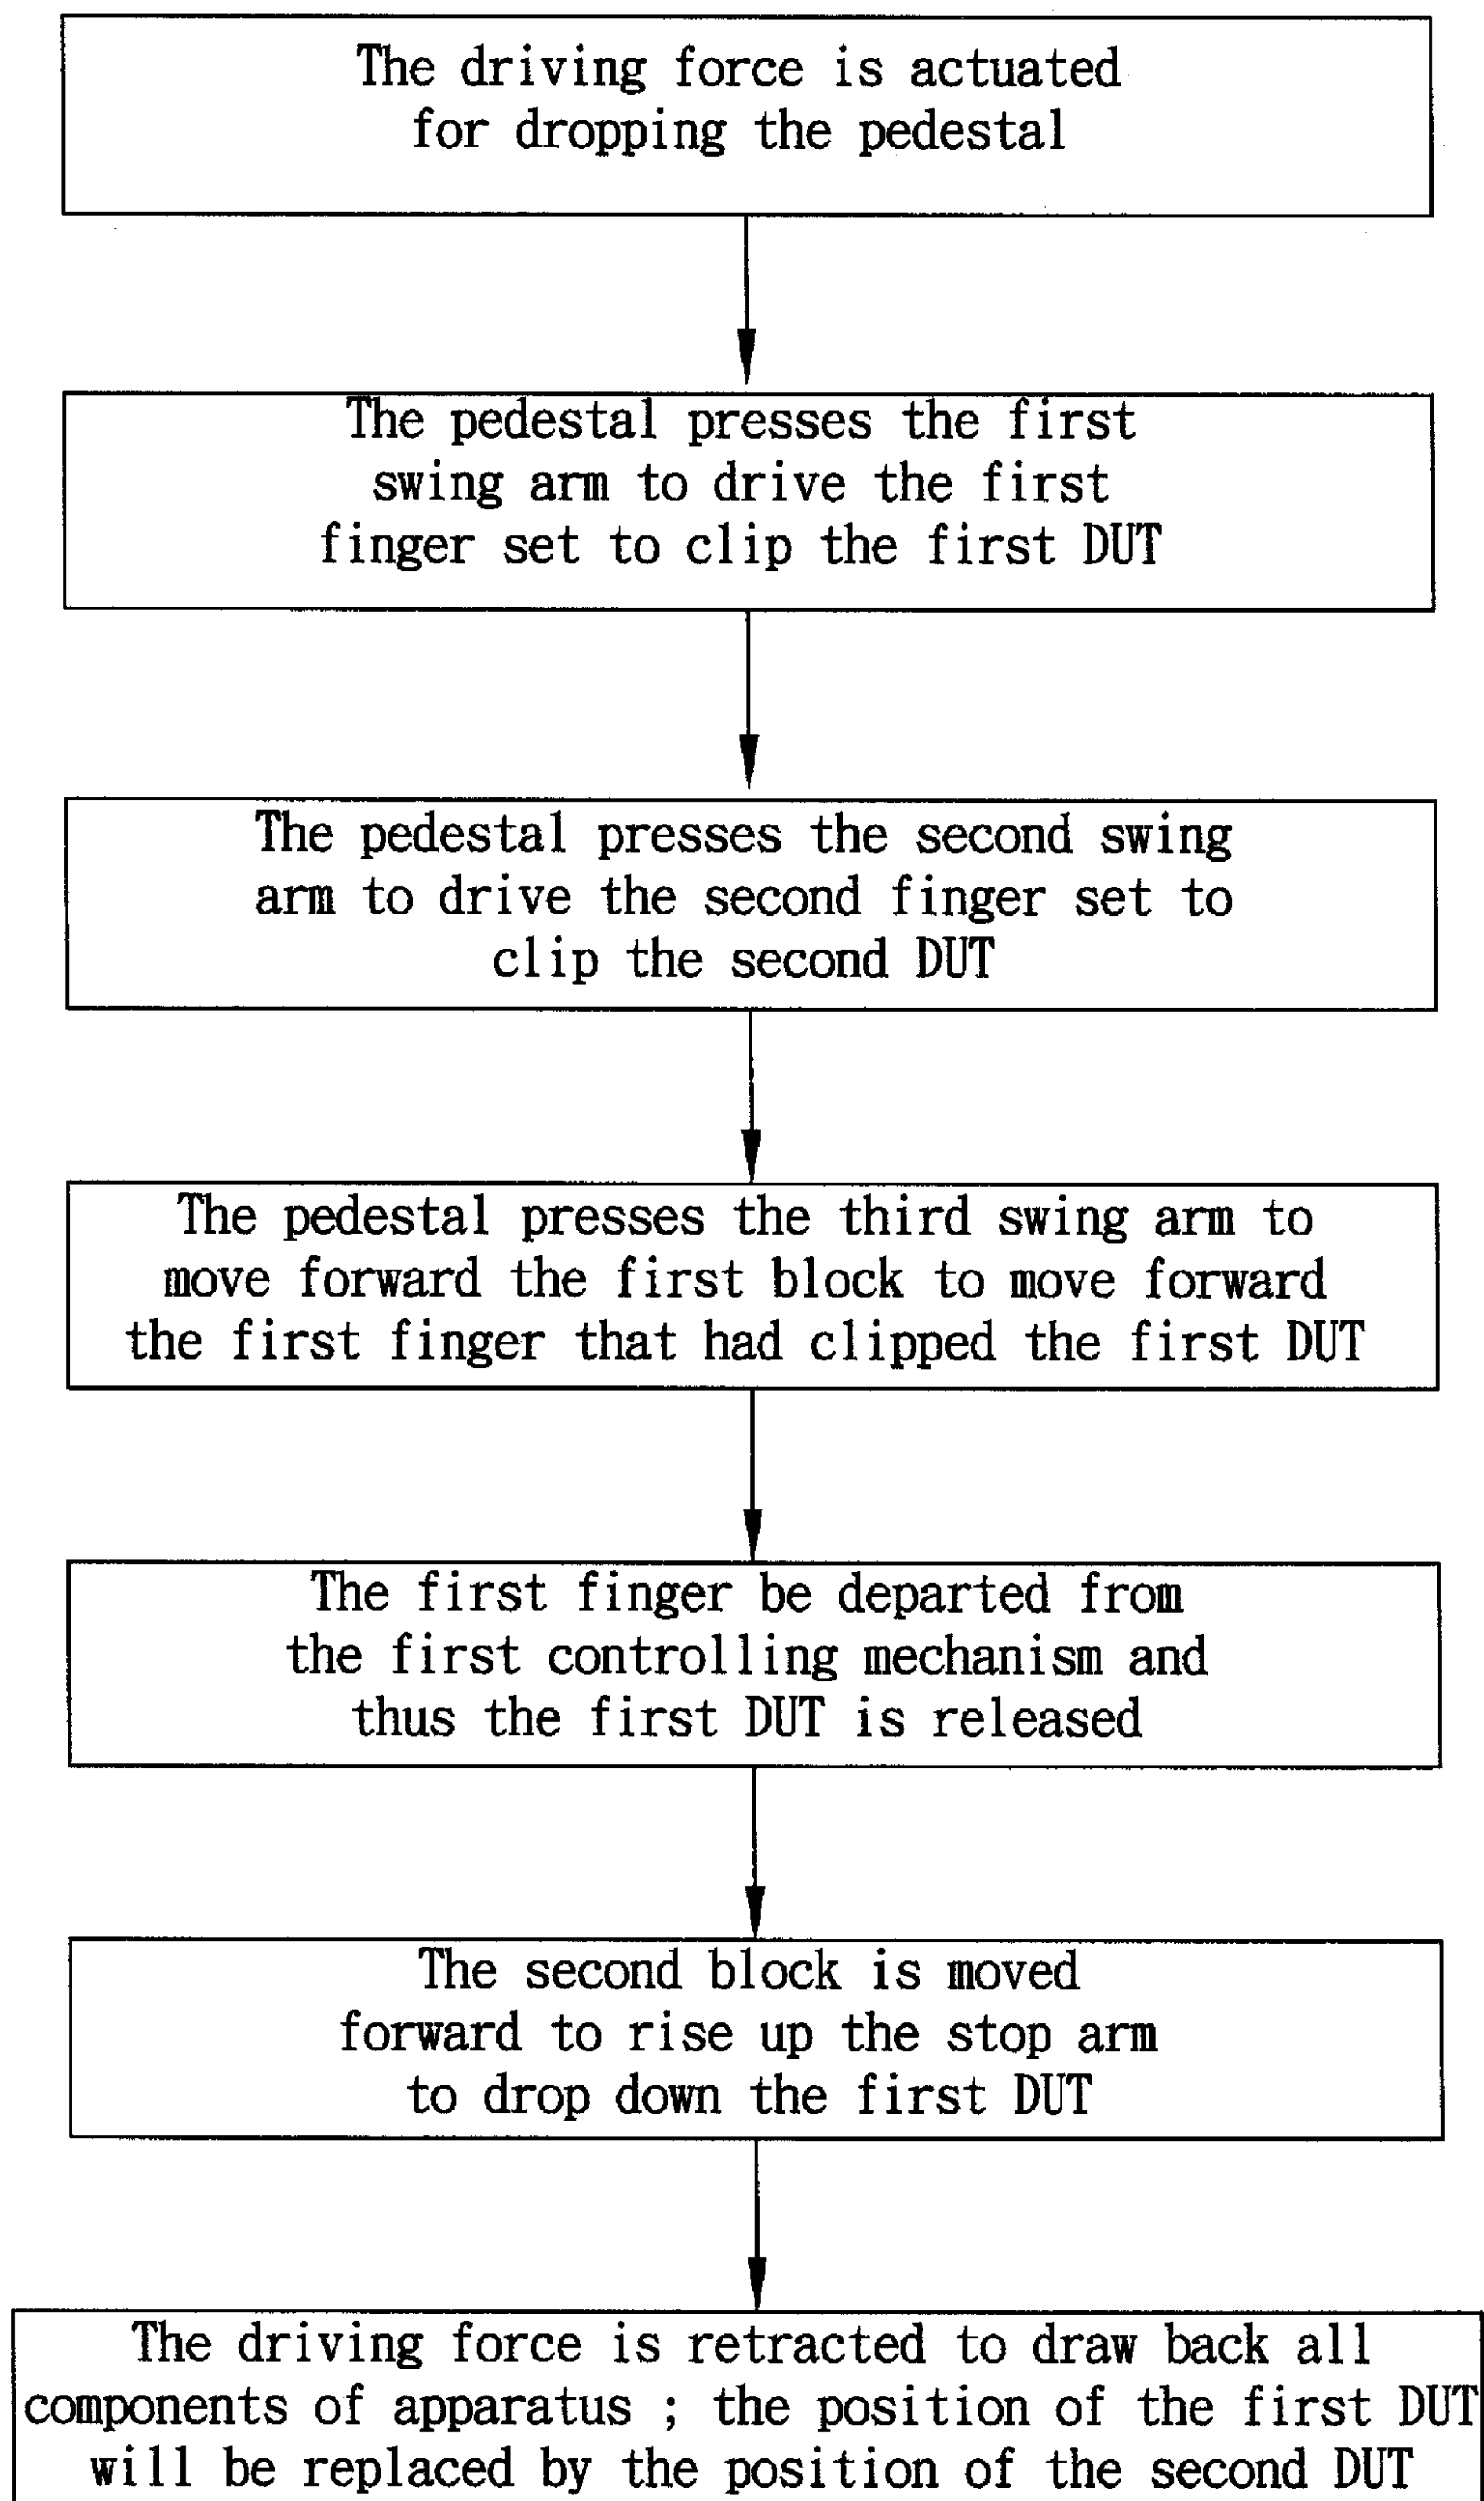 The driving force is actuated
for dropping the pedestal
The pedestal presses the first
swing arm to drive the first
finger set to clip the first DUT
The pedestal presses the second swing
arm to drive the second finger set to
clip the second DUT
The pedestal presses the third swing arm to
move forward the first block to move forward
the first finger that had clipped the first DUT
The first finger be departed from
the first controlling mechanism and
thus the first DUT is released
The second block is moved
forward to rise up the stop arm
to drop down the first DUT
The driving force is retracted to draw back all
components of apparatus ; the position of the first DUT
will be replaced by the position of the second DUT